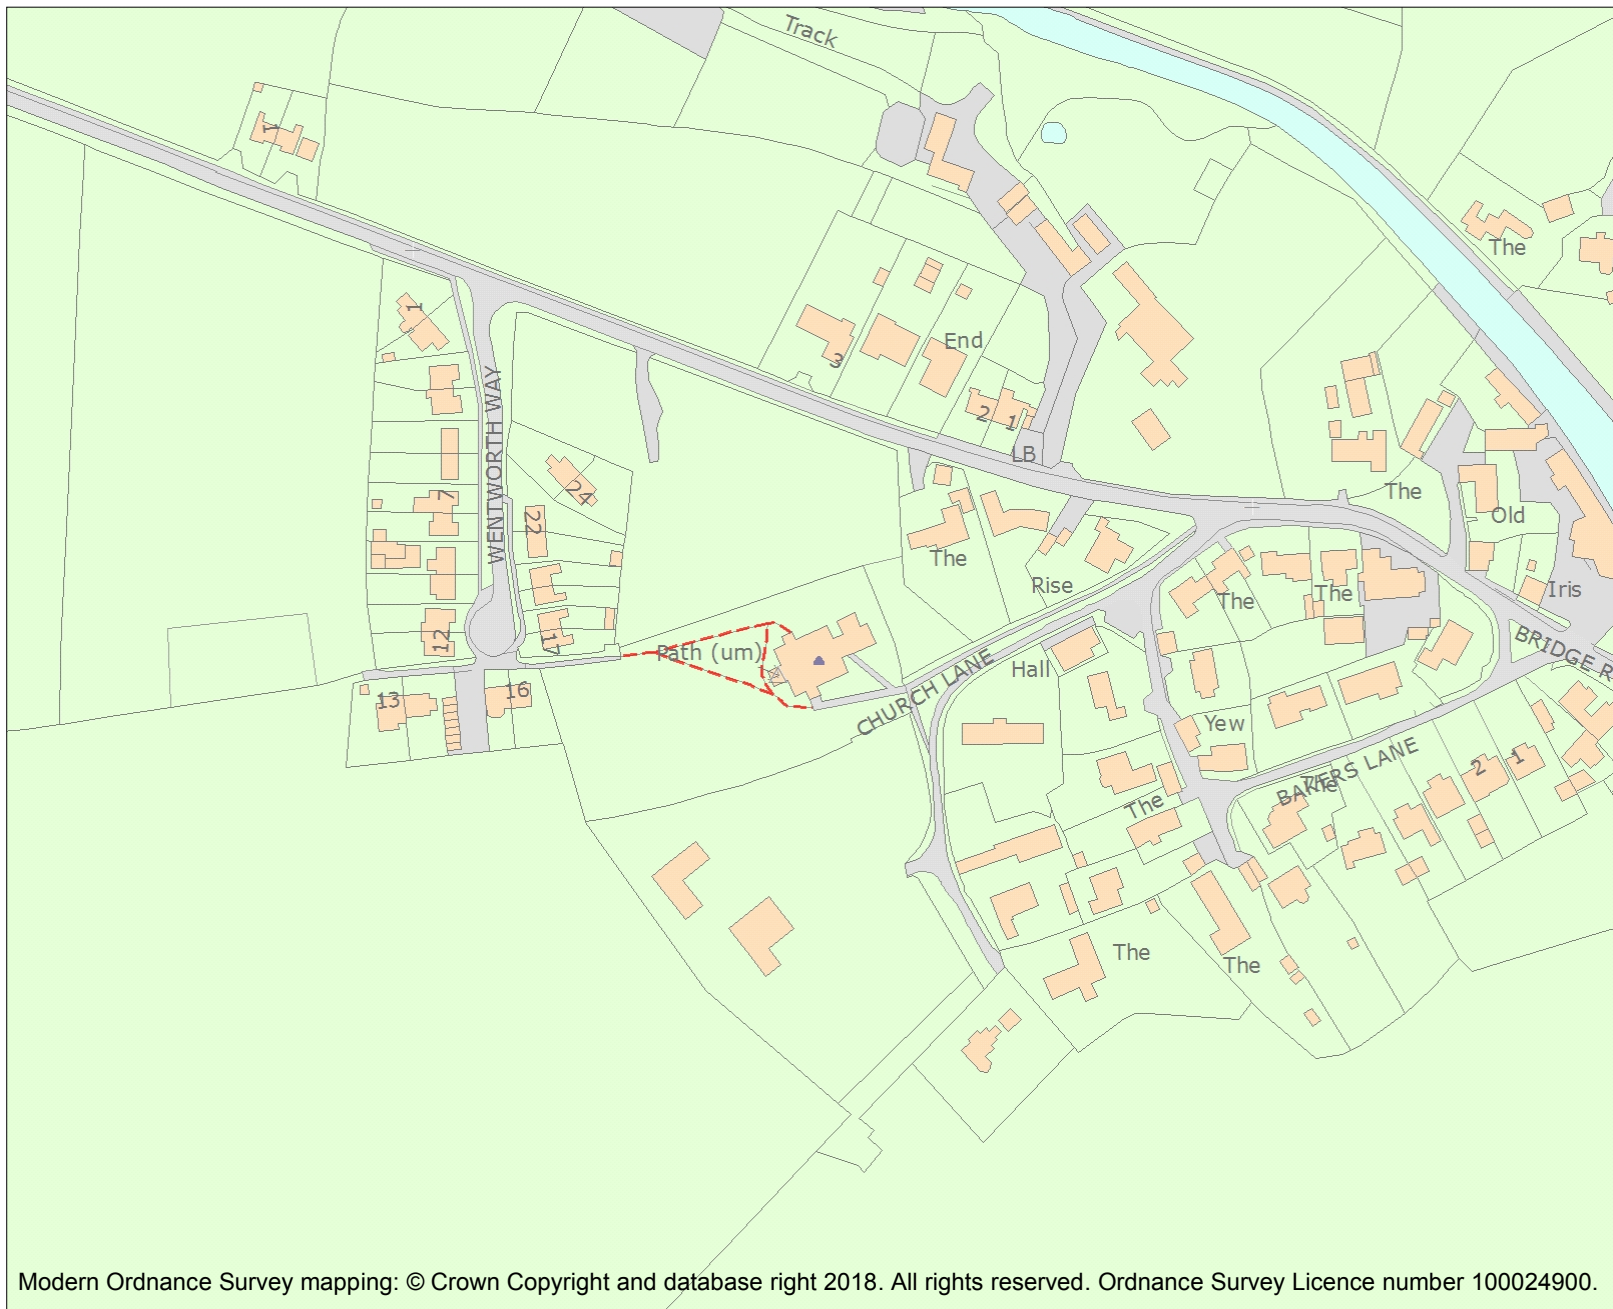 Track
1
The
1
End
3
2
1
LB
WENTWORTH WAY
24
7
The
22
Old
The
Rise
The
The
Iris
12
17
BRIDGE R
Path (um)
Hall
CHURCH LANE
13
16
Yew
BAKERS LANE
2
1
The
The
The
Modern Ordnance Survey mapping: © Crown Copyright and database right 2018. All rights reserved. Ordnance Survey Licence number 100024900.